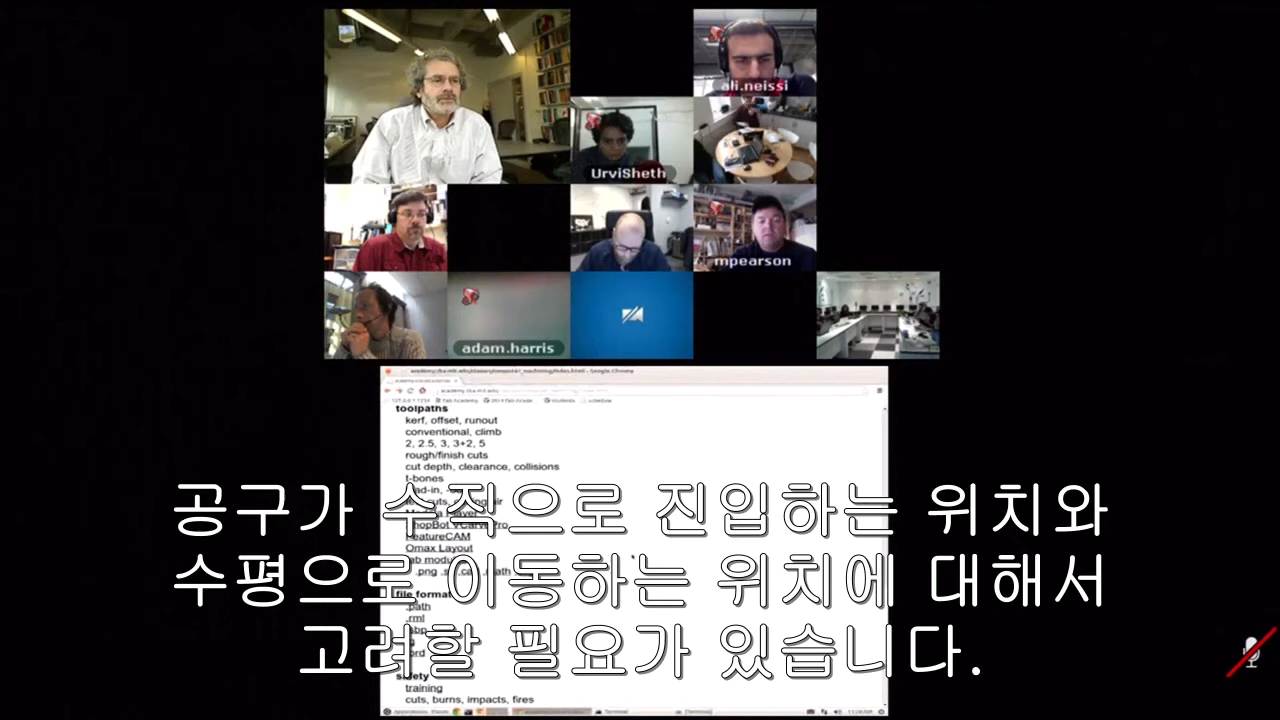 ali.neissi
UrviSheth
mpearson
adam.harris
toolpaths
kerf, offset, runout
conventional, climb
2, 2.5, 3, 3+2, 5
rough/finish cuts
cut depth, clearance, collisions
t-bones
공구가 수직으로 진입하는 위치와
FeatureCAM
Omax Layout
수평으로 이동하는 위치에 대해서
.path
.rml
고려할 필요가 있습니다.
safety
training
cuts, burns, impacts, fires